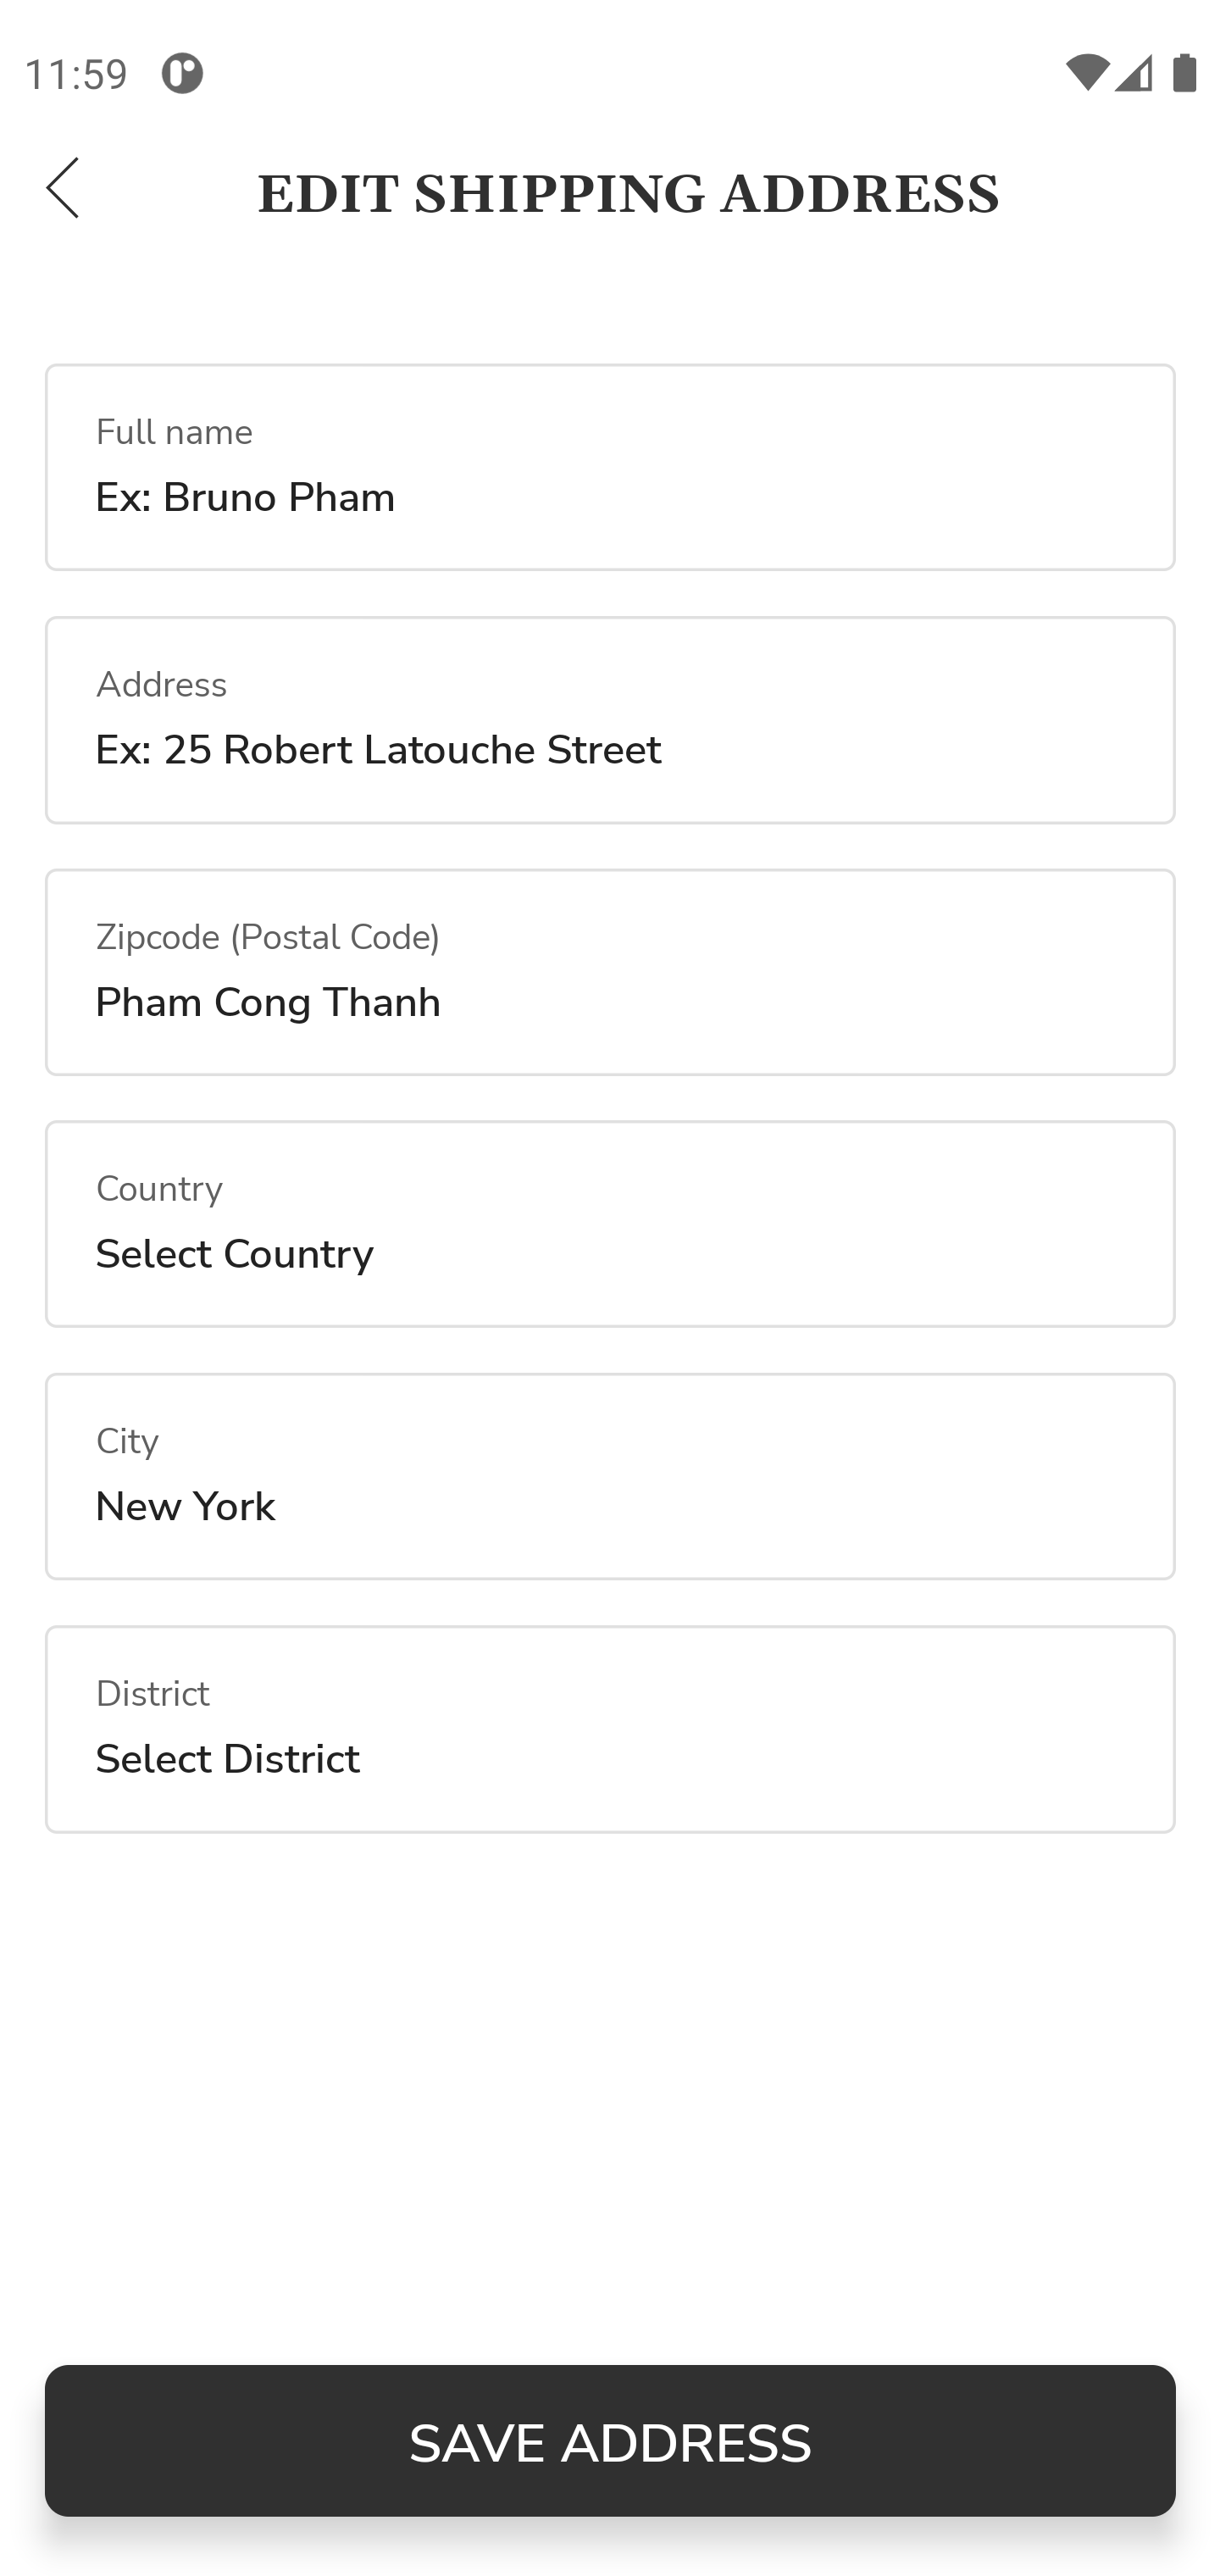 11:59
EDIT SHIPPING ADDRESS
Full name
Ex: Bruno Pham
Address
Ex: 25 Robert Latouche Street
Zipcode (Postal Code)
Pham Cong Thanh
Country
Select Country
City
New York
District
Select District
SAVE ADDRESS